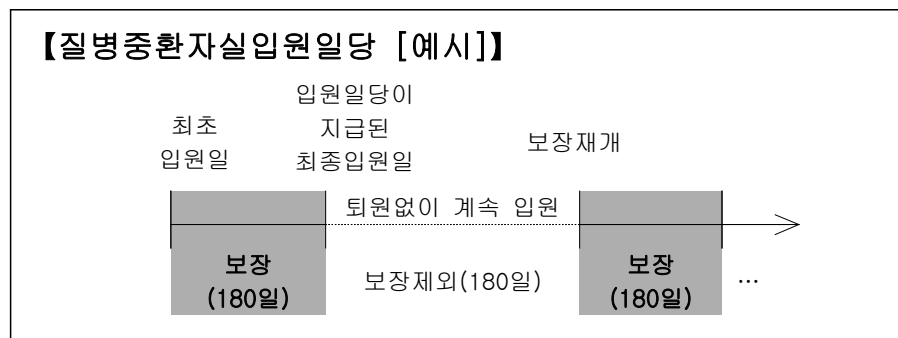 【질병중환자실입원일당 [예시]】
최초
입원일
입원일당이
지급된
최종입원일
보장재개
퇴원없이 계속 입원
보장
(180일)
보장제외(180일)
보장
(180일)
…